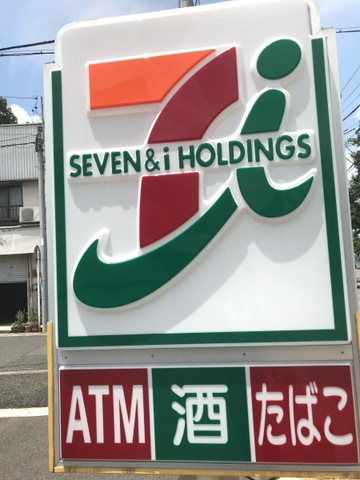 SEVEN&i HOLDINGS
ATM 酒 たばこ